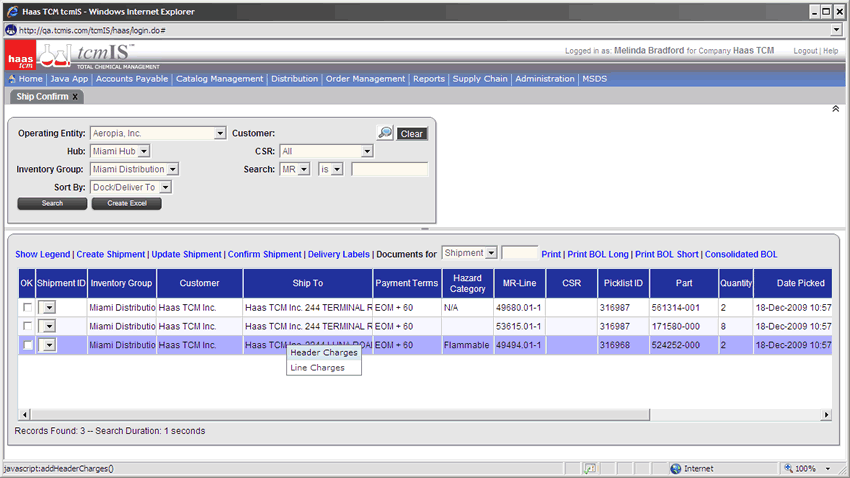 Haas TCM tcmIS - Windows Internet Explorer
http://qa.tcmis.com/tcmIS/haas/login.do#
haas tcm tcmIS TOTAL CHEMICAL MANAGEMENT
Logged in as: Melinda Bradford for Company Haas TCM Logout | Help
Home | Java App | Accounts Payable | Catalog Management | Distribution | Order Management | Reports | Supply Chain | Administration | MSDS
Ship Confirm X
Operating Entity: Aeropia, Inc. Customer: Clear
Hub: Miami Hub CSR: All
Inventory Group: Miami Distribution Search: MR is
Sort By: Dock/Deliver To
Search Create Excel
Show Legend | Create Shipment | Update Shipment | Confirm Shipment | Delivery Labels | Documents for Shipment Print | Print BOL Long | Print BOL Short | Consolidated BOL
OK Shipment ID Inventory Group Customer Ship To Payment Terms Hazard Category MR-Line CSR Picklist ID Part Quantity Date Picked
Miami Distributio Haas TCM Inc. Haas TCM Inc. 244 TERMINAL R EOM + 60 N/A 49680.01-1 316987 561314-001 2 18-Dec-2009 10:57
Miami Distributio Haas TCM Inc. Haas TCM Inc. 244 TERMINAL R EOM + 60 53615.01-1 316987 171580-000 8 18-Dec-2009 10:57
Miami Distributio Haas TCM Inc. Haas TCM Inc. EOM + 60 Flammable 49494.01-1 316968 524252-000 2 18-Dec-2009 10:57
Header Charges
Line Charges
Records Found: 3 -- Search Duration: 1 seconds
javascript:addHeaderCharges() Internet 100%